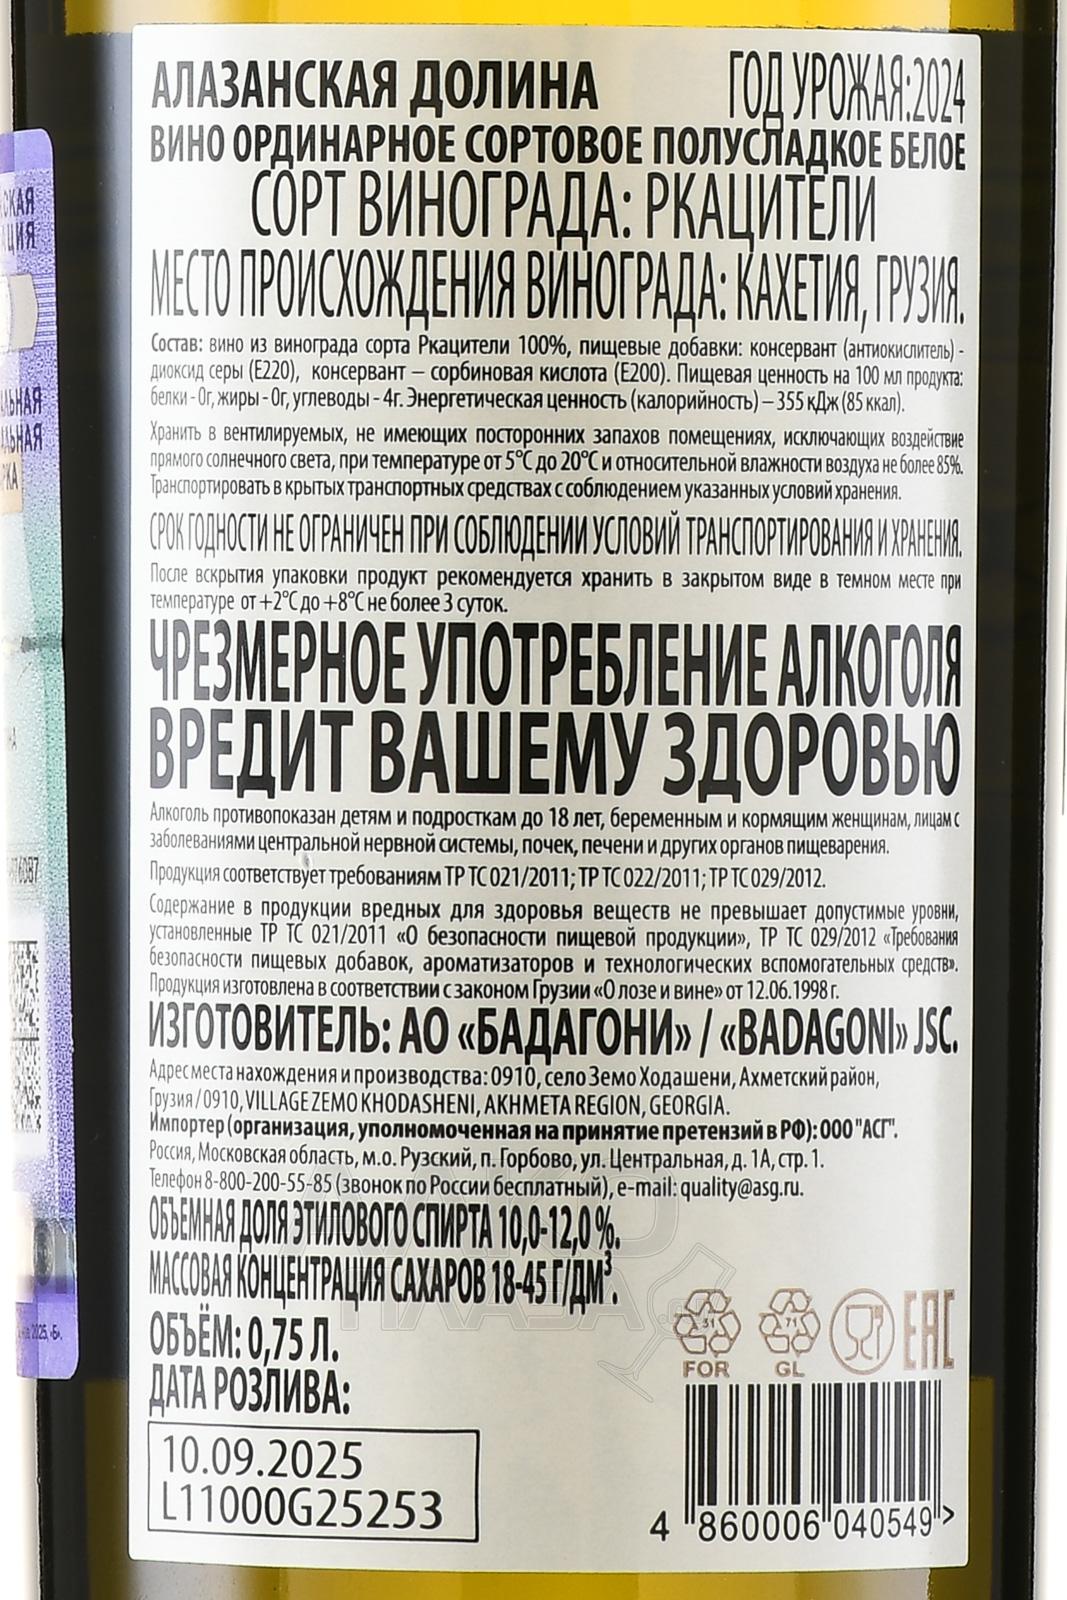 АЛАЗАНСКАЯ ДОЛИНА
ГОД УРОЖАЯ:2024
ВИНО ОРДИНАРНОЕ СОРТОВОЕ ПОЛУСЛАДКОЕ БЕЛОЕ
СОРТ ВИНОГРАДА: РКАЦИТЕЛИ
МЕСТО ПРОИСХОЖДЕНИЯ ВИНОГРАДА: КАХЕТИЯ, ГРУЗИЯ.
Состав: вино из винограда сорта Ркацители 100%, пищевые добавки: консервант (антиокислитель) -
диоксид серы (Е220), консервант – сорбиновая кислота (Е200). Пищевая ценность на 100 мл продукта:
белки - 0г, жиры - 0г, углеводы - 4г. Энергетическая ценность (калорийность) – 355 кДж (85 ккал).
Хранить в вентилируемых, не имеющих посторонних запахов помещениях, исключающих воздействие
прямого солнечного света, при температуре от 5°С до 20°С и относительной влажности воздуха не более 85%.
Транспортировать в крытых транспортных средствах с соблюдением указанных условий хранения.
СРОК ГОДНОСТИ НЕ ОГРАНИЧЕН ПРИ СОБЛЮДЕНИИ УСЛОВИЙ ТРАНСПОРТИРОВАНИЯ И ХРАНЕНИЯ.
После вскрытия упаковки продукт рекомендуется хранить в закрытом виде в темном месте при
температуре от +2°С до +8°С не более 3 суток.
ЧРЕЗМЕРНОЕ УПОТРЕБЛЕНИЕ АЛКОГОЛЯ
ВРЕДИТ ВАШЕМУ ЗДОРОВЬЮ
Алкоголь противопоказан детям и подросткам до 18 лет, беременным и кормящим женщинам, лицам с
заболеваниями центральной нервной системы, почек, печени и других органов пищеварения.
Продукция соответствует требованиям ТР ТС 021/2011; ТР ТС 022/2011; ТР ТС 029/2012.
Содержание в продукции вредных для здоровья веществ не превышает допустимые уровни,
установленные ТР ТС 021/2011 «О безопасности пищевой продукции», ТР ТС 029/2012 «Требования
безопасности пищевых добавок, ароматизаторов и технологических вспомогательных средств».
Продукция изготовлена в соответствии с законом Грузии «О лозе и вине» от 12.06.1998 г.
ИЗГОТОВИТЕЛЬ: АО «БАДАГОНИ» / «BADAGONI» JSC.
Адрес места нахождения и производства: 0910, село Земо Ходашени, Ахметский район,
Грузия / 0910, VILLAGE ZEMO KHODASHENI, AKHMETA REGION, GEORGIA.
Импортер (организация, уполномоченная на принятие претензий в РФ): ООО "АСГ".
Россия, Московская область, м.о. Рузский, п. Горбово, ул. Центральная, д. 1А, стр. 1.
Телефон 8-800-200-55-85 (звонок по России бесплатный), e-mail: quality@asg.ru.
ОБЪЕМНАЯ ДОЛЯ ЭТИЛОВОГО СПИРТА 10,0-12,0 %.
МАССОВАЯ КОНЦЕНТРАЦИЯ САХАРОВ 18-45 Г/ДМ³.
ОБЪЁМ: 0,75 Л.
ДАТА РОЗЛИВА:
10.09.2025
L11000G25253
51
FOR
71
GL
EAC
4 860006 040549 >